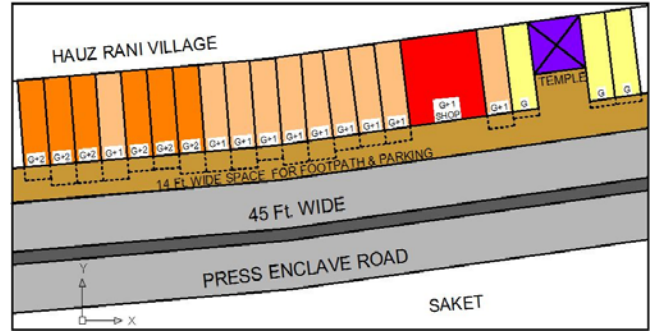 HAUZ RANI VILLAGE
G+2
G+2
G+2
G+1
G+2
G+2
G+2
G+1
G+1
G+1
G+1
G+1
G+1
G+1
G+1
G+1
SHOP
G+1
G
TEMPLE
G
G
14 Ft. WIDE SPACE FOR FOOTPATH & PARKING
45 Ft. WIDE
PRESS ENCLAVE ROAD
SAKET
Y
X